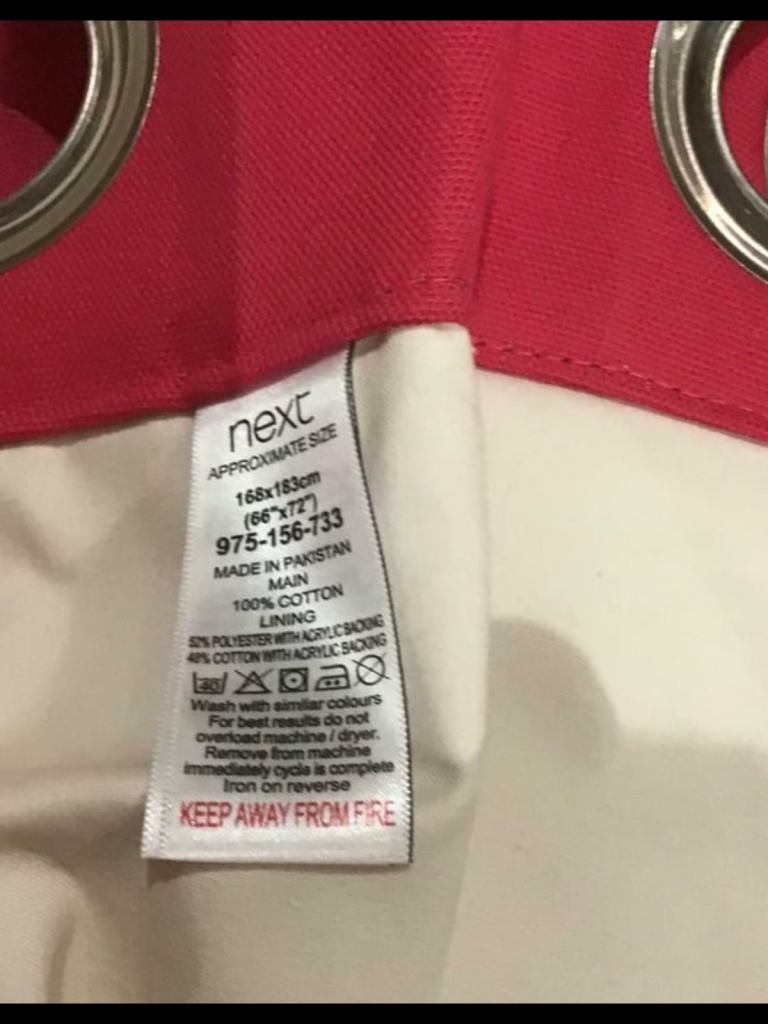 next
APPROXIMATE SIZE
168x183cm
(66"x72")
975-156-733
MADE IN PAKISTAN
MAIN
100% COTTON
LINING
52% POLYESTER WITH ACRYLIC BACKING
48% COTTON WITH ACRYLIC BACKING
40
Wash with similar colours
For best results do not
overload machine / dryer.
Remove from machine
immediately cycle is complete
Iron on reverse
KEEP AWAY FROM FIRE